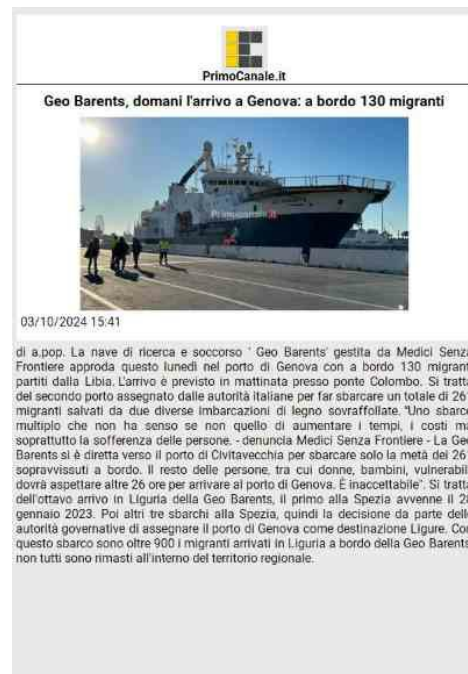 PrimoCanale.it
Geo Barents, domani l'arrivo a Genova: a bordo 130 migranti
Primocanale.it
03/10/2024 15:41
di a.pop. La nave di ricerca e soccorso ' Geo Barents' gestita da Medici Senza
Frontiere approda questo lunedì nel porto di Genova con a bordo 130 migrant
partiti dalla Libia. L'arrivo è previsto in mattinata presso ponte Colombo. Si tratt
del secondo porto assegnato dalle autorità italiane per far sbarcare un totale di 26
migranti salvati da due diverse imbarcazioni di legno sovraffollate. "Uno sbarc
multiplo che non ha senso se non quello di aumentare i tempi, i costi ma
soprattutto la sofferenza delle persone. - denuncia Medici Senza Frontiere - La Geo
Barents si è diretta verso il porto di Civitavecchia per sbarcare solo la metà dei 26
sopravvissuti a bordo. Il resto delle persone, tra cui donne, bambini, vulnerabil
dovrà aspettare altre 26 ore per arrivare al porto di Genova. È inaccettabile". Si tratt
dell'ottavo arrivo in Liguria della Geo Barents, il primo alla Spezia avvenne il 28
gennaio 2023. Poi altri tre sbarchi alla Spezia, quindi la decisione da parte delle
autorità governative di assegnare il porto di Genova come destinazione Ligure. Con
questo sbarco sono oltre 900 i migranti arrivati in Liguria a bordo della Geo Barents
non tutti sono rimasti all'interno del territorio regionale.